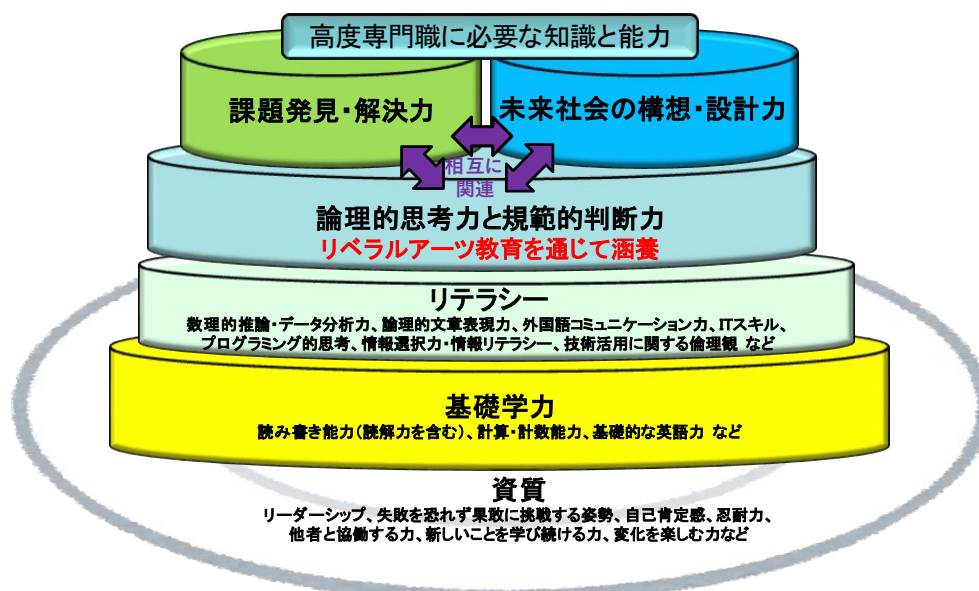 高度専門職に必要な知識と能力
課題発見・解決力
未来社会の構想・設計力
相互に
関連
論理的思考力と規範的判断力
リベラルアーツ教育を通じて涵養
リテラシー
数理的推論・データ分析力、論理的文章表現力、外国語コミュニケーション力、ITスキル、
プログラミング的思考、情報選択力・情報リテラシー、技術活用に関する倫理観 など
基礎学力
読み書き能力(読解力を含む)、計算・計数能力、基礎的な英語力 など
資質
リーダーシップ、失敗を恐れず果敢に挑戦する姿勢、自己肯定感、忍耐力、
他者と協働する力、新しいことを学び続ける力、変化を楽しむ力など